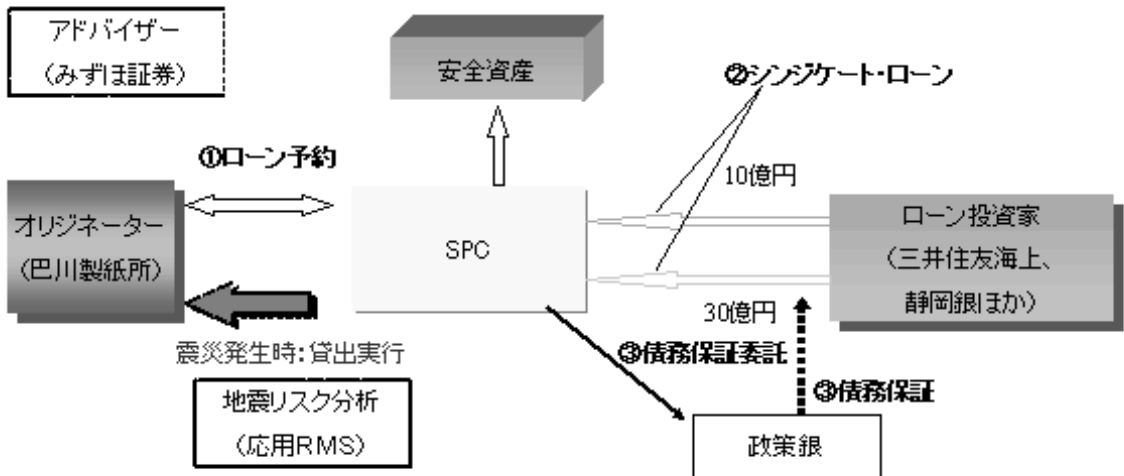 アドバイザー
（みずほ証券）
安全資産
②シンジケート・ローン
①ローン予約
10億円
オリジネーター
（巴川製紙所）
SPC
ローン投資家
（三井住友海上、
静岡銀ほか）
30億円
震災発生時：貸出実行
③債務保証委託
③債務保証
地震リスク分析
（応用RMS）
政策銀